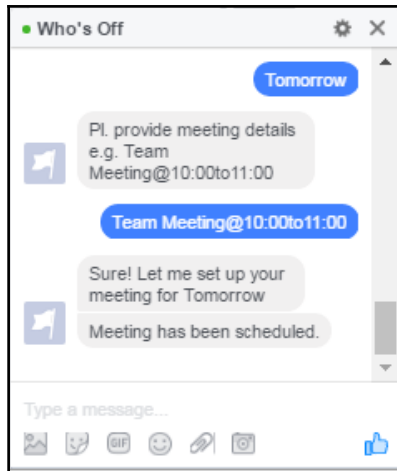 Who's Off
Tomorrow
Pl. provide meeting details
e.g. Team
Meeting@10:00to11:00
Team Meeting@10:00to11:00
Sure! Let me set up your
meeting for Tomorrow
Meeting has been scheduled.
Type a message...
GIF